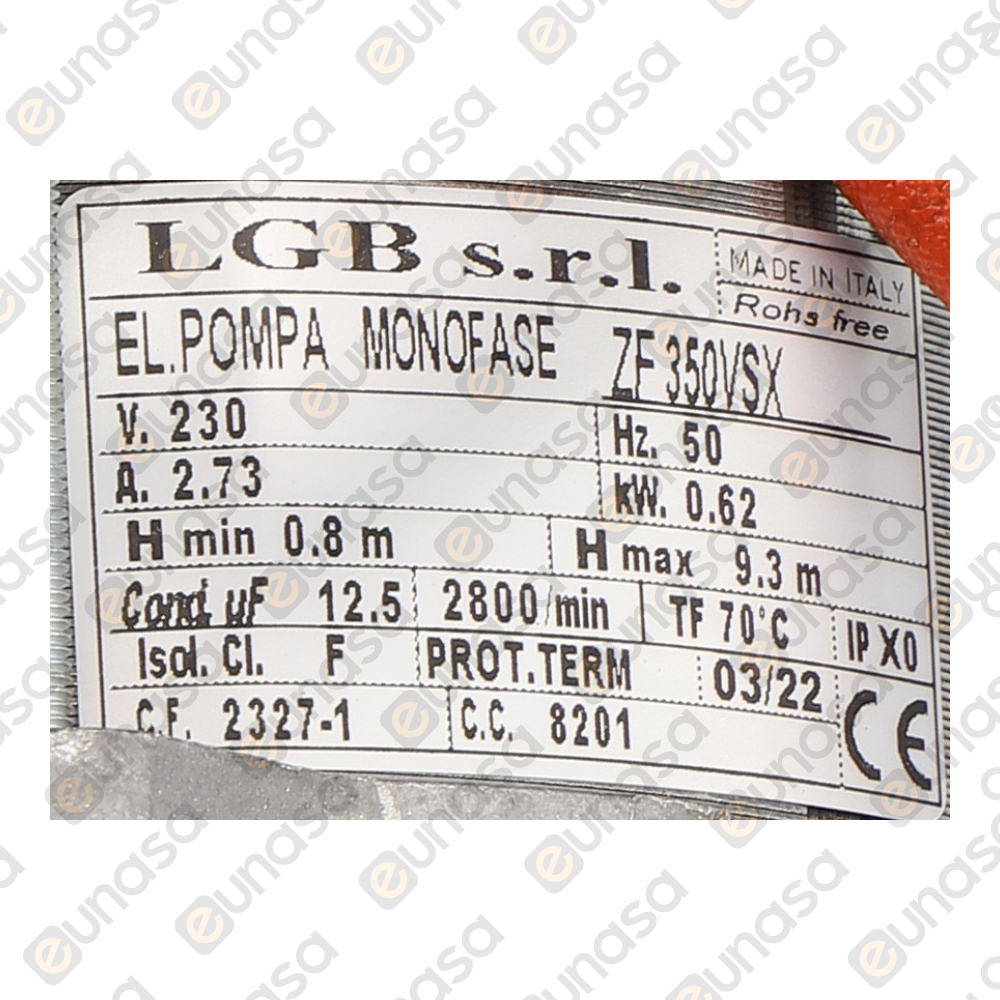 LGB s.r.l.
MADE IN ITALY
Rohs free
EL.POMPA MONOFASE ZF350VSX
V. 230
Hz. 50
A. 2.73
kW. 0.62
H min 0.8 m
H max 9.3 m
Cond. uF 12.5
2800/min
TF 70°C
IP X0
Isol. Cl. F
PROT.TERM
03/22
CE
C.F. 2327-1
C.C. 8201
eunasa